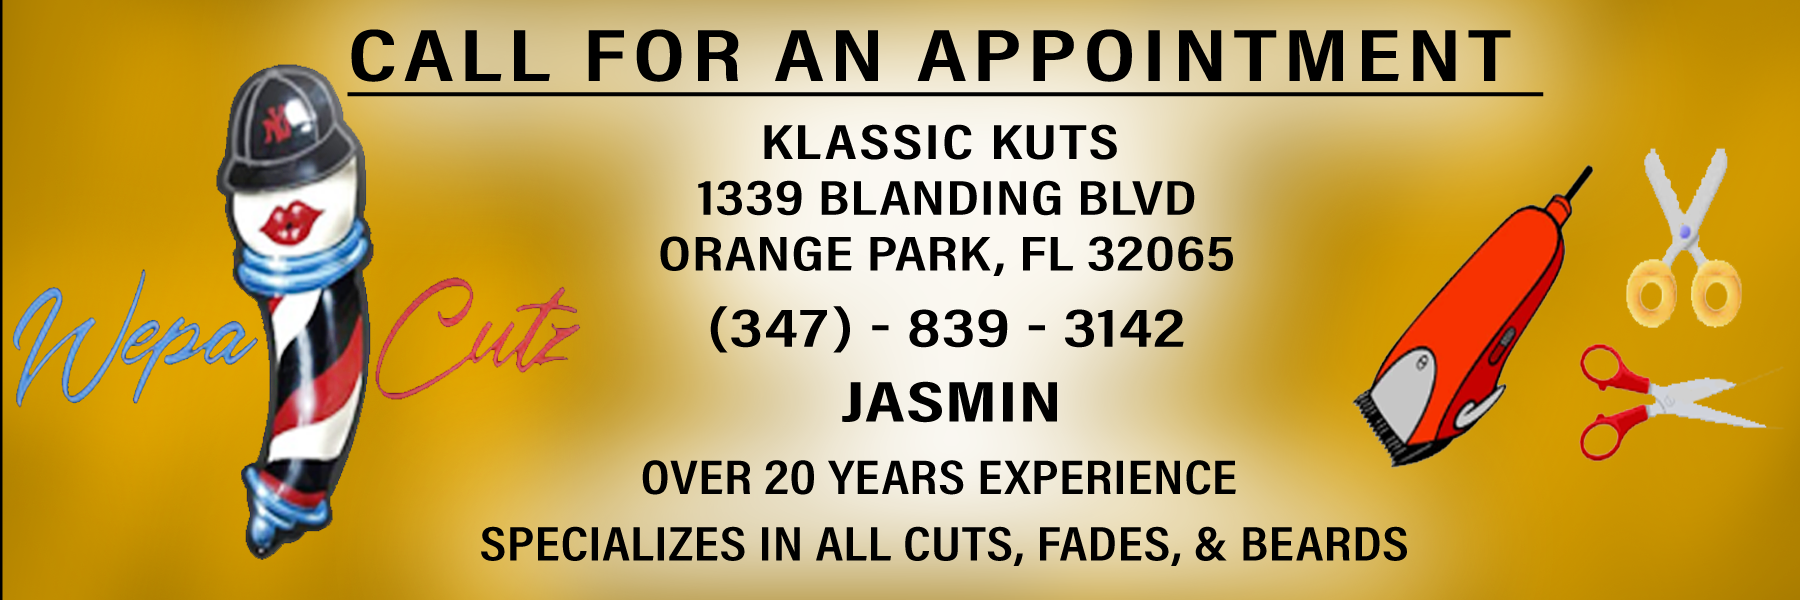 CALL FOR AN APPOINTMENT
KLASSIC KUTS
1339 BLANDING BLVD
ORANGE PARK, FL 32065
(347) - 839 - 3142
JASMIN
OVER 20 YEARS EXPERIENCE
SPECIALIZES IN ALL CUTS, FADES, & BEARDS
Wepa Cutz
NY